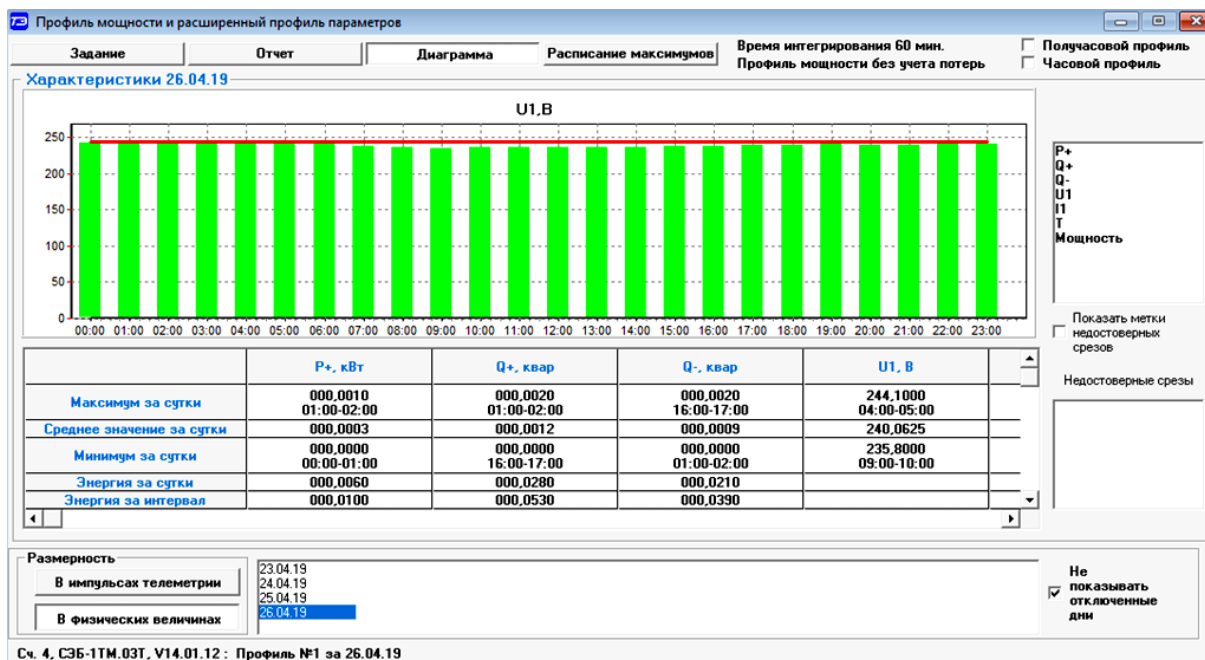 ТЭ Профиль мощности и расширенный профиль параметров
Задание Отчет Диаграмма Расписание максимумов
Время интегрирования 60 мин.
Профиль мощности без учета потерь
Получасовой профиль
Часовой профиль
Характеристики 26.04.19
U1,В
250
200
150
100
50
0
00:00 01:00 02:00 03:00 04:00 05:00 06:00 07:00 08:00 09:00 10:00 11:00 12:00 13:00 14:00 15:00 16:00 17:00 18:00 19:00 20:00 21:00 22:00 23:00
P+
Q+
Q-
U1
I1
T
Мощность
Показать метки
недостоверных
срезов
Недостоверные срезы
P+, кВт Q+, квар Q-, квар U1, В
Максимум за сутки 000,0010 000,0020 000,0020 244,1000
01:00-02:00 01:00-02:00 16:00-17:00 04:00-05:00
Среднее значение за сутки 000,0003 000,0012 000,0009 240,0625
Минимум за сутки 000,0000 000,0000 000,0000 235,8000
00:00-01:00 16:00-17:00 01:00-02:00 09:00-10:00
Энергия за сутки 000,0060 000,0280 000,0210
Энергия за интервал 000,0100 000,0530 000,0390
Размерность
В импульсах телеметрии
В физических величинах
23.04.19
24.04.19
25.04.19
26.04.19
Не
показывать
отключенные
дни
Сч. 4, СЭБ-1ТМ.03Т, V14.01.12 : Профиль №1 за 26.04.19